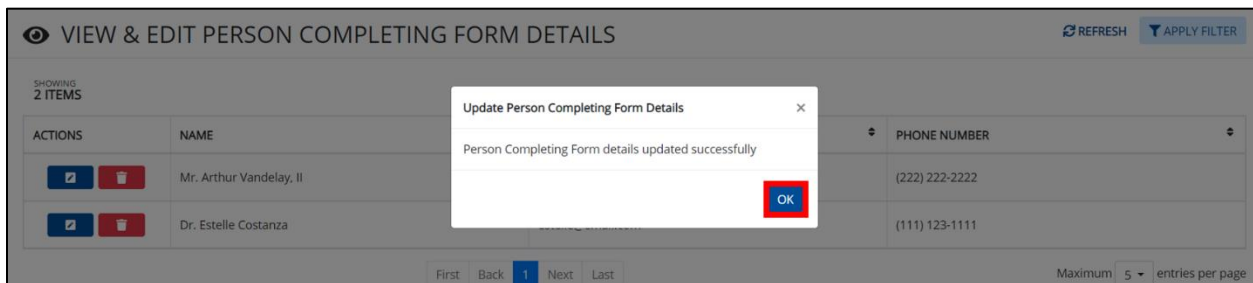 VIEW & EDIT PERSON COMPLETING FORM DETAILS
REFRESH APPLY FILTER
SHOWING
2 ITEMS
Update Person Completing Form Details ×
Person Completing Form details updated successfully
OK
ACTIONS NAME PHONE NUMBER
Mr. Arthur Vandelay, II (222) 222-2222
Dr. Estelle Costanza (111) 123-1111
First Back 1 Next Last Maximum 5 entries per page